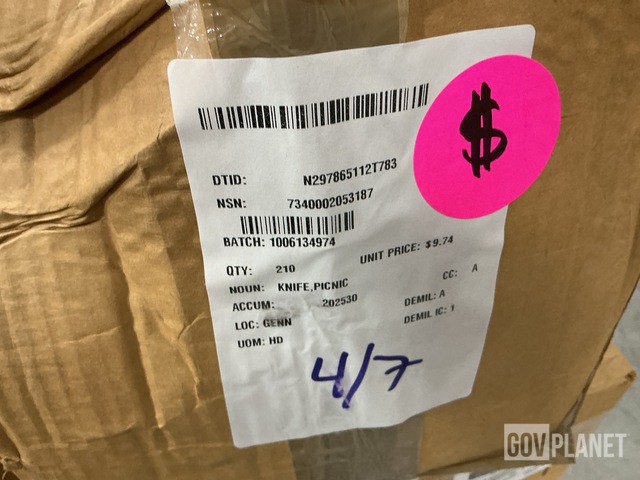 $
DTID: N297865112T783
NSN: 7340002053187
BATCH: 1006134974
QTY: 210 UNIT PRICE: $9.74
NOUN: KNIFE,PICNIC CC: A
ACCUM: 202530 DEMIL: A
LOC: GENN DEMIL IC: 1
UOM: HD
4/7
GOVPLANET